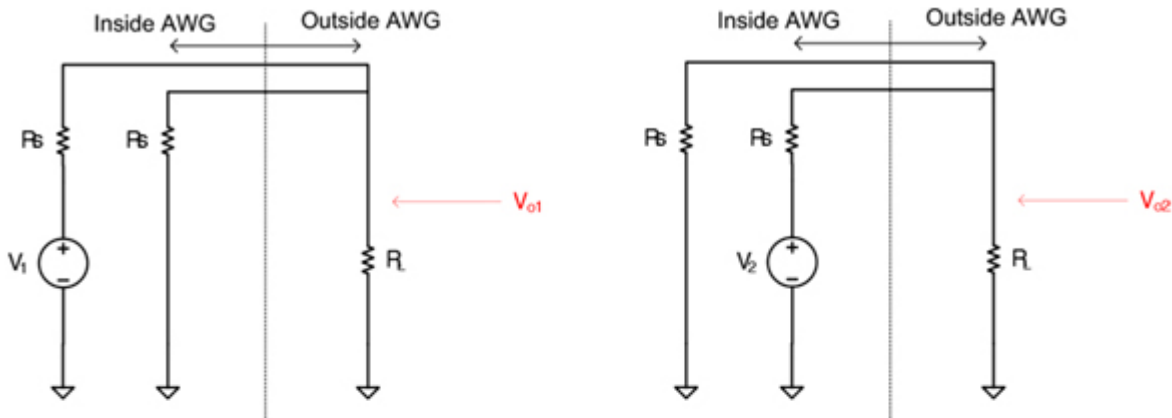 Inside AWG
Outside AWG
Rs
Rs
V1
RL
Vo1
Inside AWG
Outside AWG
Rs
Rs
V2
RL
Vo2